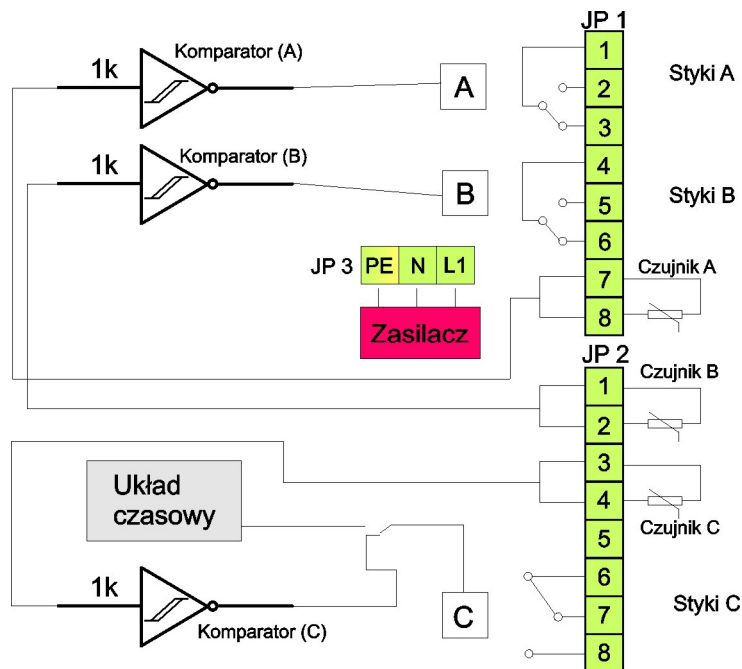 JP 1
Komparator (A)
1k
A
1
2
3
Styki A
Komparator (B)
1k
B
4
5
6
Styki B
JP 3
PE N L1
Zasilacz
7
8
Czujnik A
JP 2
1
2
Czujnik B
3
4
Czujnik C
Układ
czasowy
5
1k
Komparator (C)
C
6
7
8
Styki C